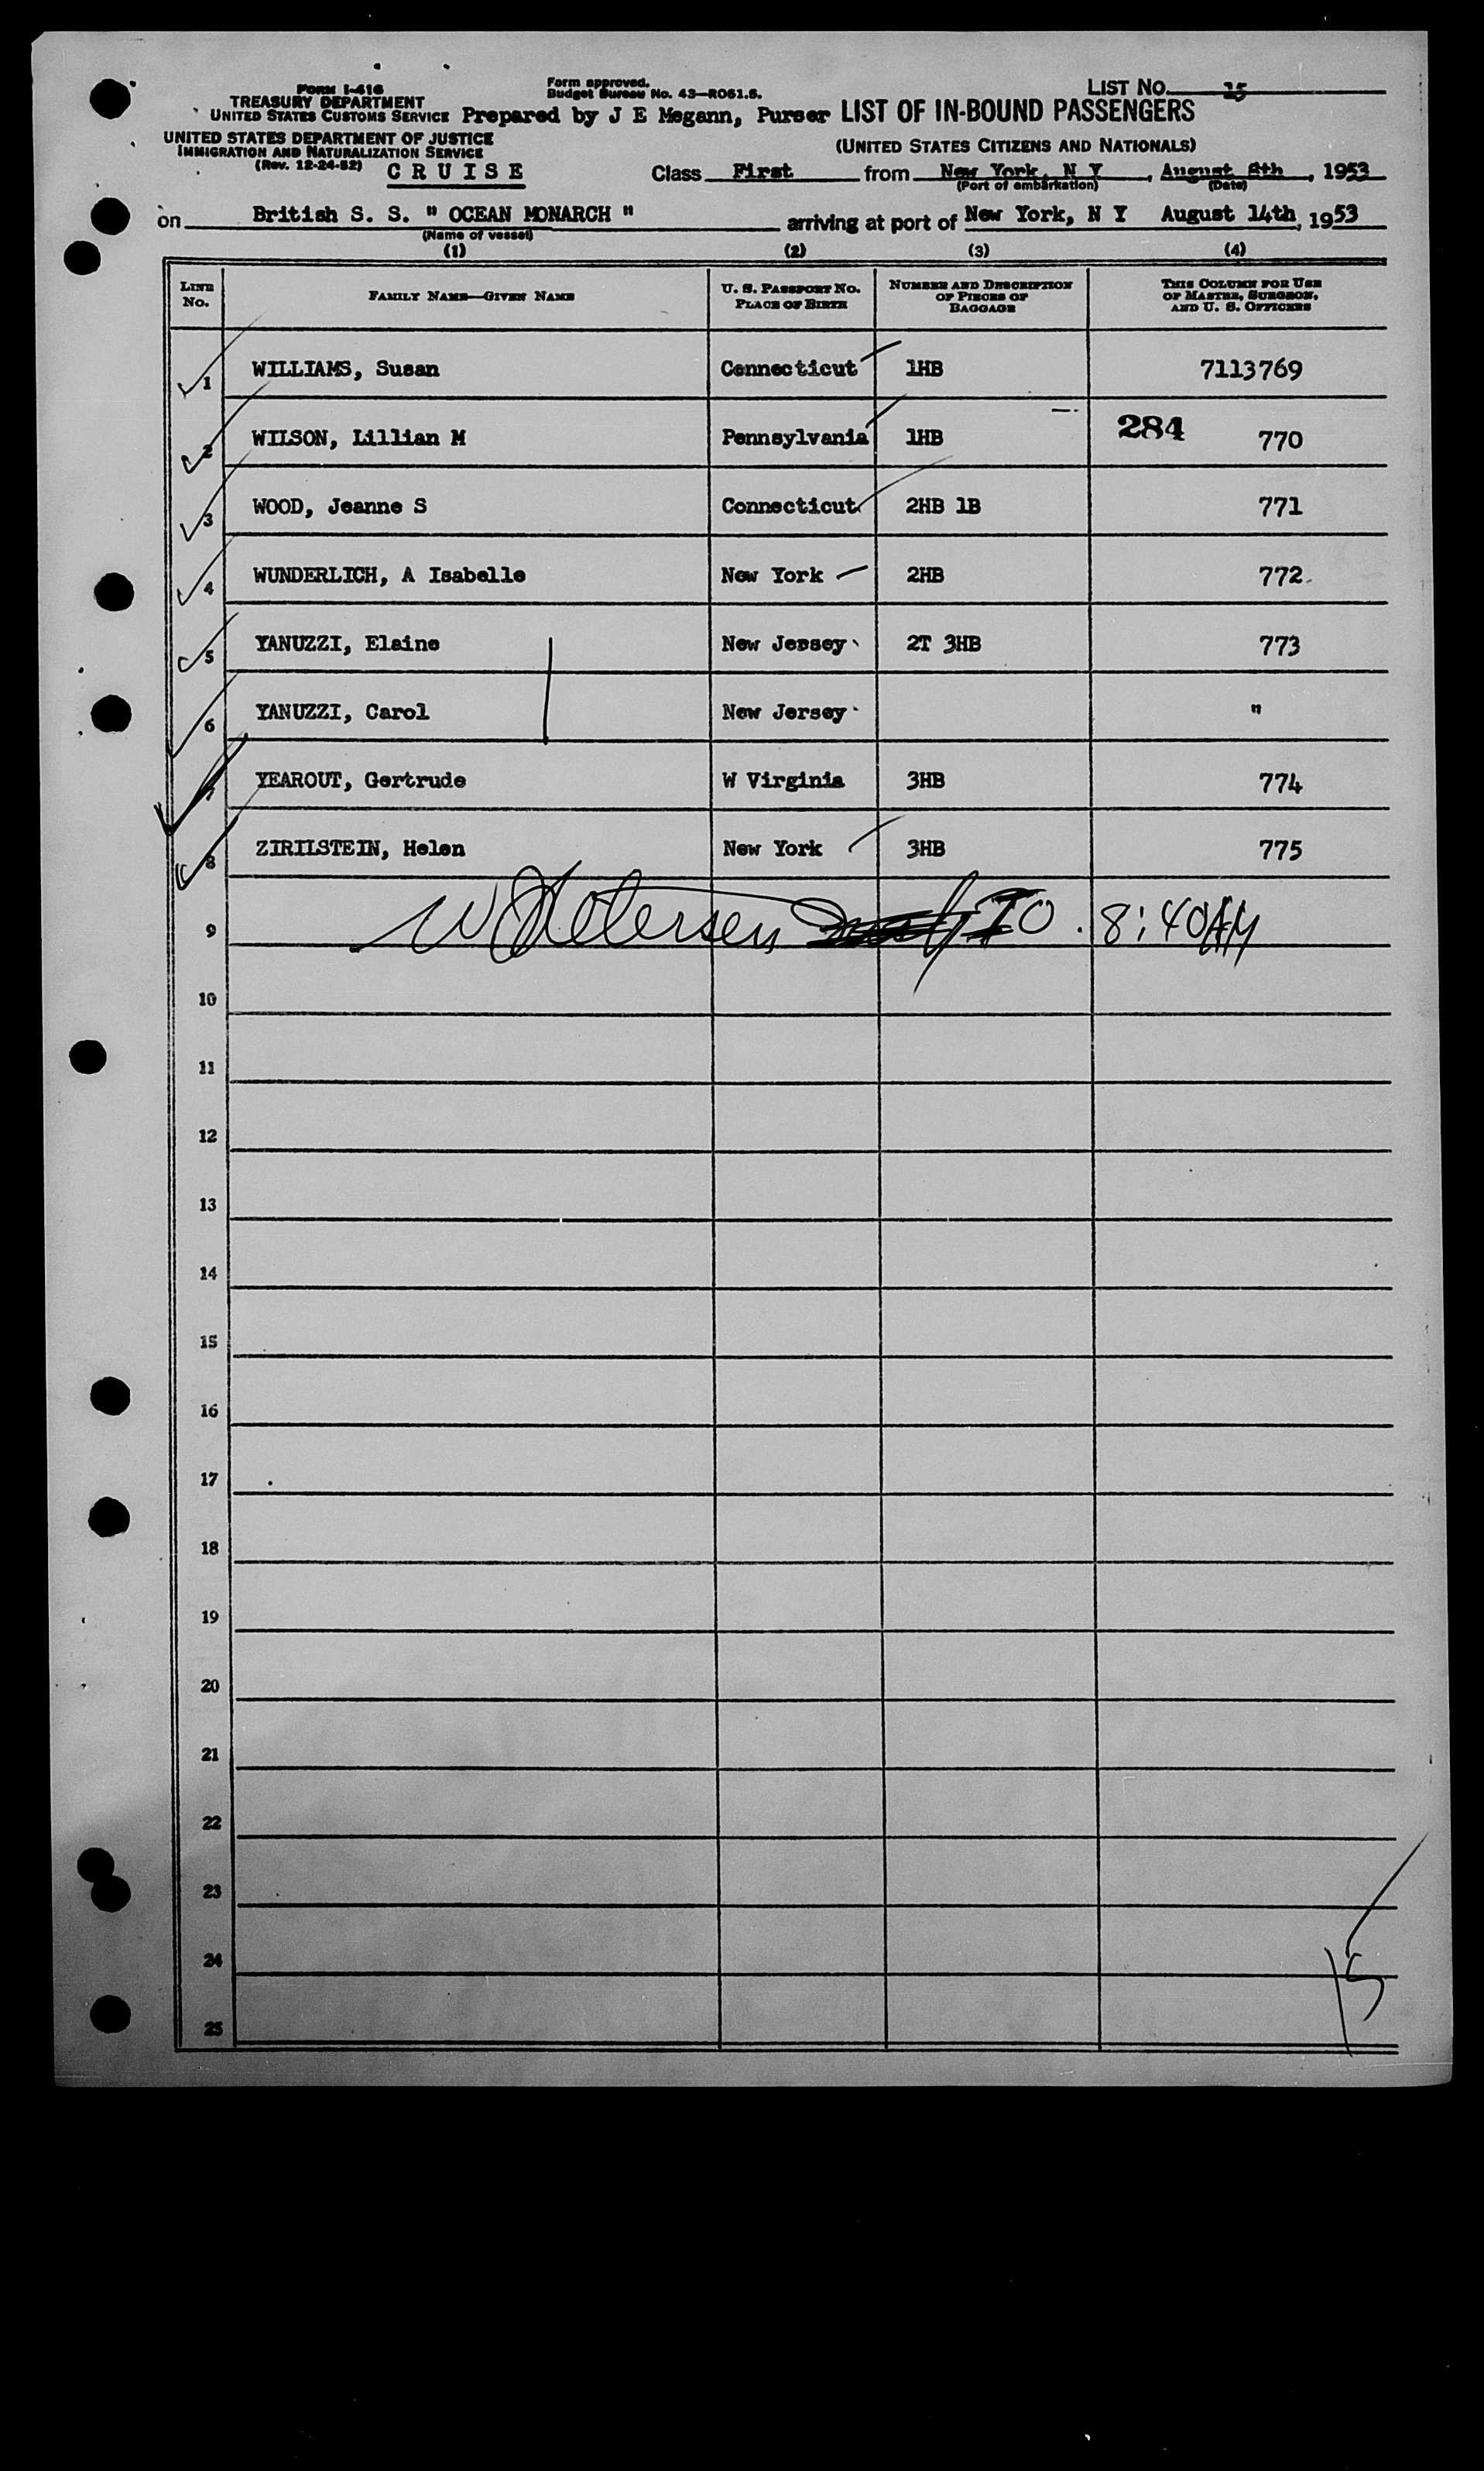 FORM I-416
TREASURY DEPARTMENT
UNITED STATES CUSTOMS SERVICE
UNITED STATES DEPARTMENT OF JUSTICE
IMMIGRATION AND NATURALIZATION SERVICE
(Rev. 12-24-52)
Form approved.
Budget Bureau No. 43—RO61.5.
Prepared by J E Megann, Purser
LIST NO. 15
LIST OF IN-BOUND PASSENGERS
(UNITED STATES CITIZENS AND NATIONALS)
C R U I S E
Class First from New York, N Y, August 8th, 1953
(Port of embarkation) (Date)
on British S. S. " OCEAN MONARCH " arriving at port of New York, N Y August 14th, 1953
(Name of vessel)
(1) (2) (3) (4)
LINE NO.
FAMILY NAME—GIVEN NAME
U. S. PASSPORT NO.
PLACE OF BIRTH
NUMBER AND DESCRIPTION
OF PIECES OF
BAGGAGE
THIS COLUMN FOR USE
OF MASTER, SURGEON,
AND U. S. OFFICERS
1 WILLIAMS, Susan Connecticut 1HB 7113769
2 WILSON, Lillian M Pennsylvania 1HB 284 770
3 WOOD, Jeanne S Connecticut 2HB 1B 771
4 WUNDERLICH, A Isabelle New York 2HB 772
5 YANUZZI, Elaine New Jersey 2T 3HB 773
6 YANUZZI, Carol New Jersey "
7 YEAROUT, Gertrude W Virginia 3HB 774
8 ZIRILSTEIN, Helen New York 3HB 775
9 Petersen IO. 8:40AM
10
11
12
13
14
15
16
17
18
19
20
21
22
23
24
25
15